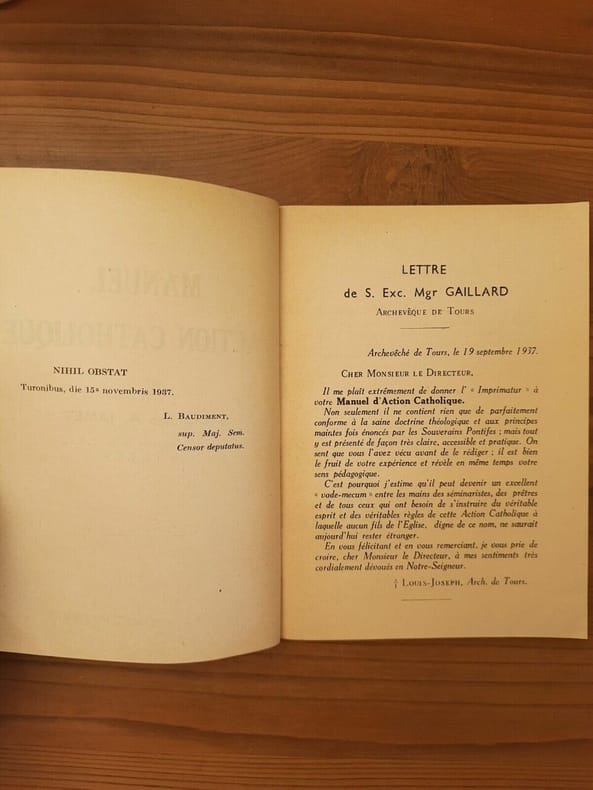 NIHIL OBSTAT
Turonibus, die 15ª novembris 1937.
L. Baudiment,
sup. Maj. Sem.
Censor deputatus.
LETTRE
de S. Exc. Mgr GAILLARD
Archevêque de Tours
Archevêché de Tours, le 19 septembre 1937.
Cher Monsieur le Directeur,
Il me plaît extrêmement de donner l' « Imprimatur » à
votre Manuel d'Action Catholique.
Non seulement il ne contient rien que de parfaitement
conforme à la saine doctrine théologique et aux principes
maintes fois énoncés par les Souverains Pontifes ; mais tout
y est présenté de façon très claire, accessible et pratique. On
sent que vous l'avez vécu avant de le rédiger ; il est bien
le fruit de votre expérience et révèle en même temps votre
sens pédagogique.
C'est pourquoi j'estime qu'il peut devenir un excellent
« vade-mecum » entre les mains des séminaristes, des prêtres
et de tous ceux qui ont besoin de s'instruire du véritable
esprit et des véritables règles de cette Action Catholique à
laquelle aucun fils de l'Eglise, digne de ce nom, ne saurait
aujourd'hui rester étranger.
En vous félicitant et en vous remerciant, je vous prie de
croire, cher Monsieur le Directeur, à mes sentiments très
cordialement dévoués en Notre-Seigneur.
† Louis-Joseph, Arch. de Tours.